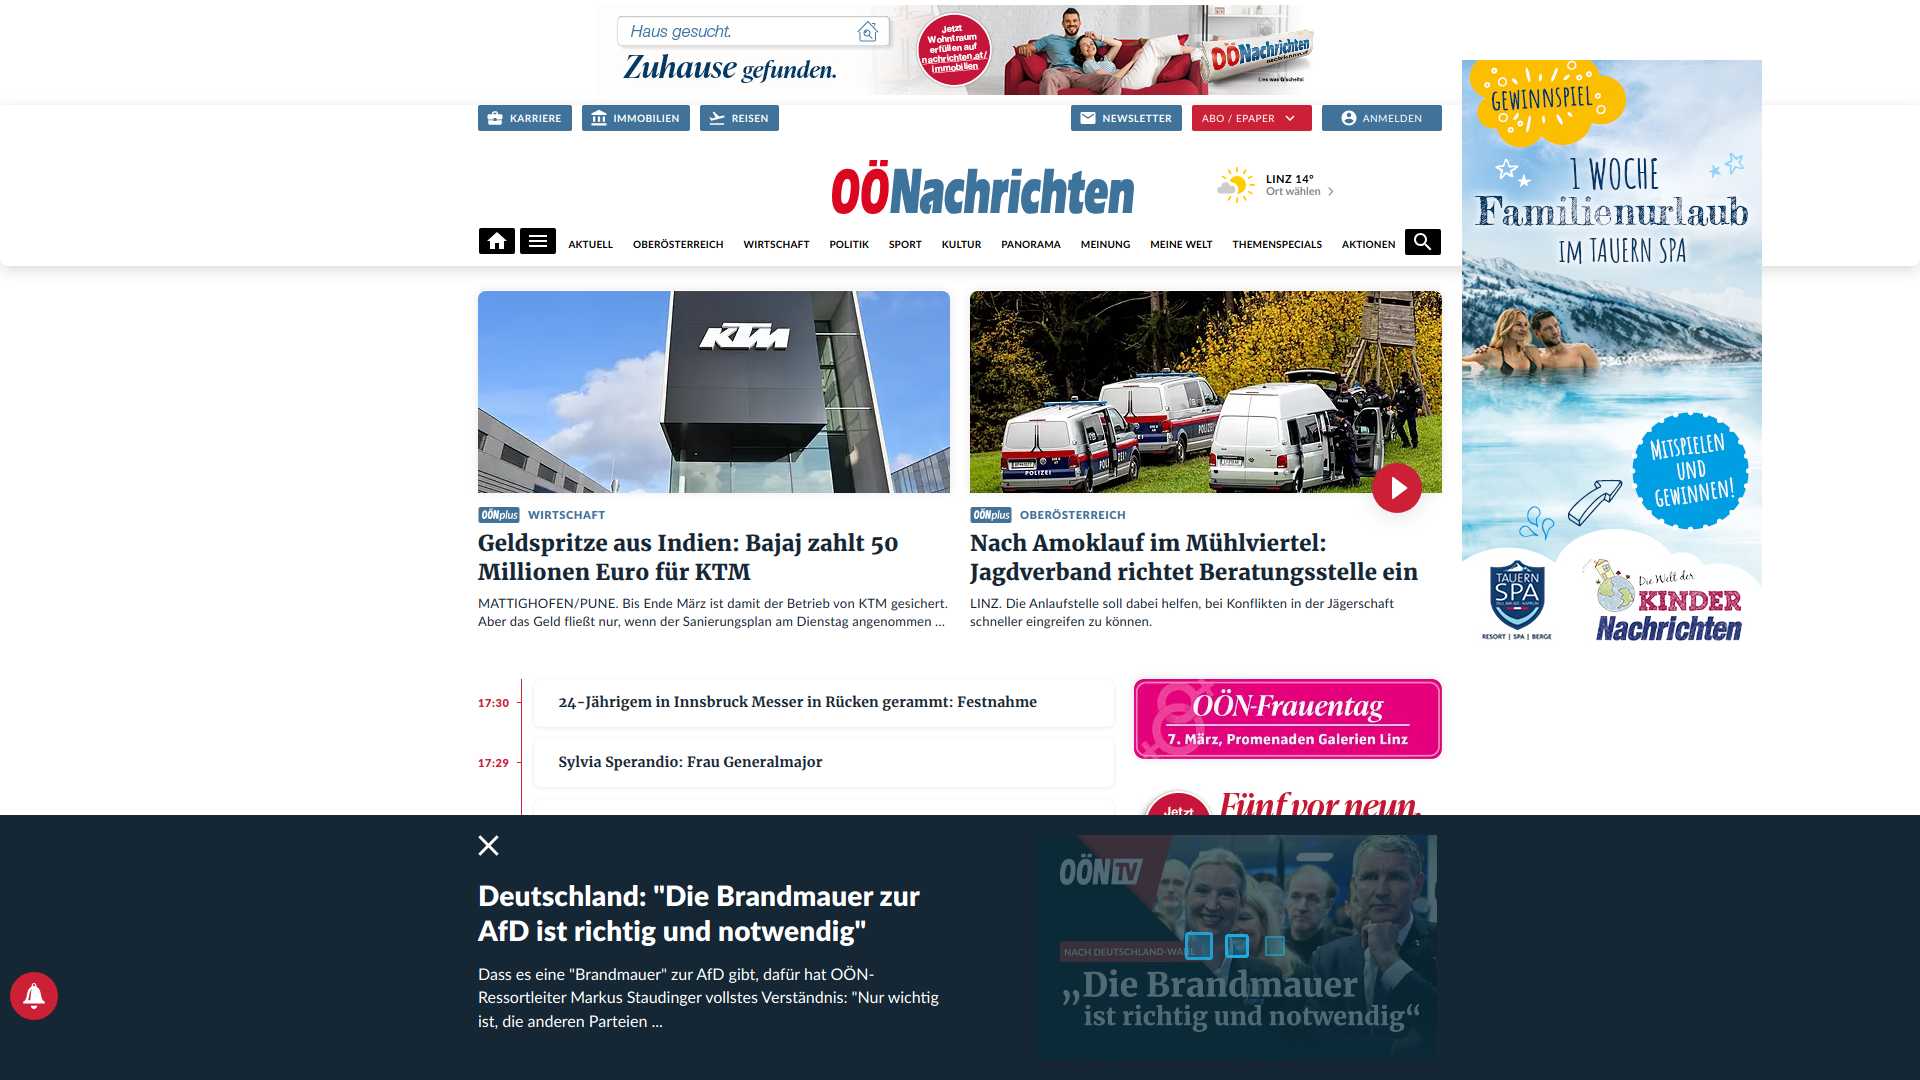 Haus gesucht.
Zuhause gefunden.
Jetzt
Wohntraum
erfüllen auf
nachrichten.at/
immobilien
OÖNachrichten
Lies was G'scheits!
KARRIERE
IMMOBILIEN
REISEN
NEWSLETTER
ABO / EPAPER
ANMELDEN
OÖNachrichten
LINZ 14°
Ort wählen
AKTUELL
OBERÖSTERREICH
WIRTSCHAFT
POLITIK
SPORT
KULTUR
PANORAMA
MEINUNG
MEINE WELT
THEMENSPECIALS
AKTIONEN
GEWINNSPIEL
1 WOCHE
Familienurlaub
IM TAUERN SPA
MITSPIELEN
UND
GEWINNEN!
TAUERN
SPA
RESORT | SPA | BERGE
Die Welt der
KINDER
Nachrichten
KTM
POLIZEI
POLIZEI
POLIZEI
OÖNplus WIRTSCHAFT
Geldspritze aus Indien: Bajaj zahlt 50
Millionen Euro für KTM
MATTIGHOFEN/PUNE. Bis Ende März ist damit der Betrieb von KTM gesichert.
Aber das Geld fließt nur, wenn der Sanierungsplan am Dienstag angenommen ...
OÖNplus OBERÖSTERREICH
Nach Amoklauf im Mühlviertel:
Jagdverband richtet Beratungsstelle ein
LINZ. Die Anlaufstelle soll dabei helfen, bei Konflikten in der Jägerschaft
schneller eingreifen zu können.
17:30
24-Jährigem in Innsbruck Messer in Rücken gerammt: Festnahme
17:29
Sylvia Sperandio: Frau Generalmajor
OÖN-Frauentag
7. März, Promenaden Galerien Linz
Jetzt
Fünf vor neun.
Deutschland: "Die Brandmauer zur
AfD ist richtig und notwendig"
Dass es eine "Brandmauer" zur AfD gibt, dafür hat OÖN-
Ressortleiter Markus Staudinger vollstes Verständnis: "Nur wichtig
ist, die anderen Parteien ...
OÖN TV
NACH DEUTSCHLAND-WAHL
„Die Brandmauer
ist richtig und notwendig“